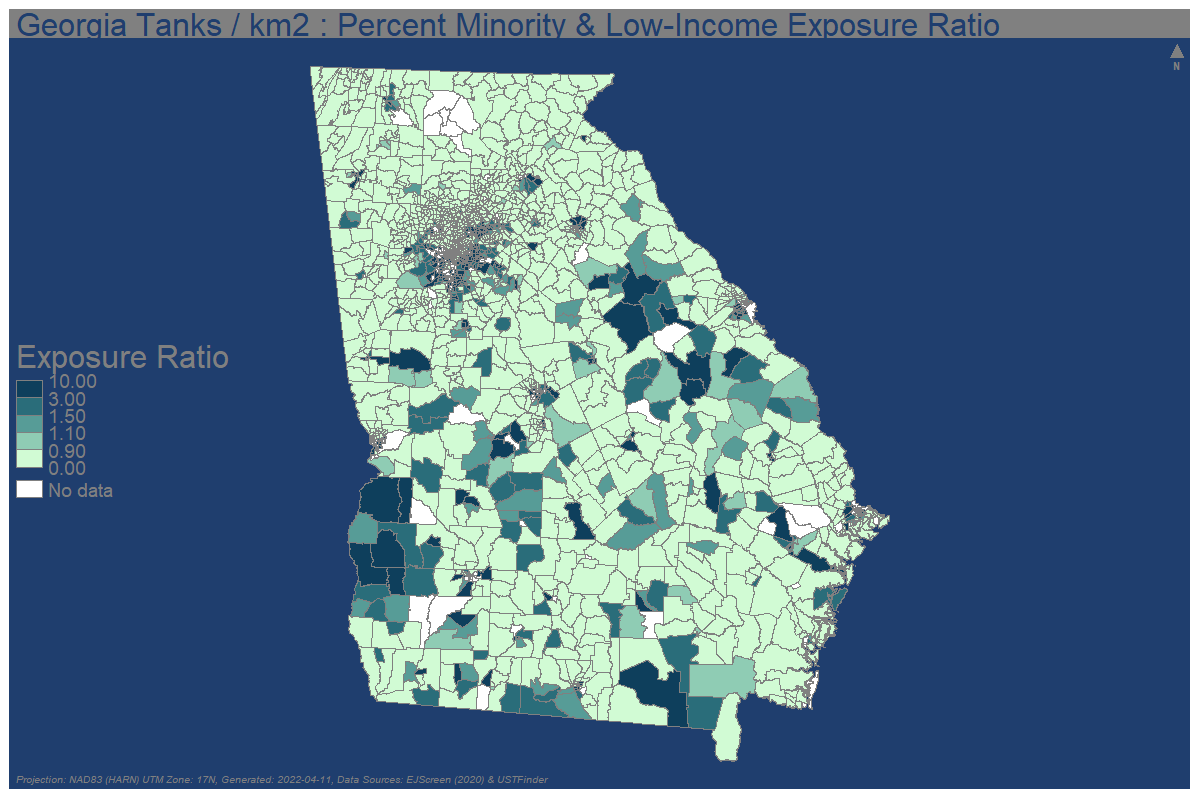 Georgia Tanks / km2 : Percent Minority & Low-Income Exposure Ratio
N
Exposure Ratio
10.00
3.00
1.50
1.10
0.90
0.00
No data
Projection: NAD83 (HARN) UTM Zone: 17N, Generated: 2022-04-11, Data Sources: EJScreen (2020) & USTFinder